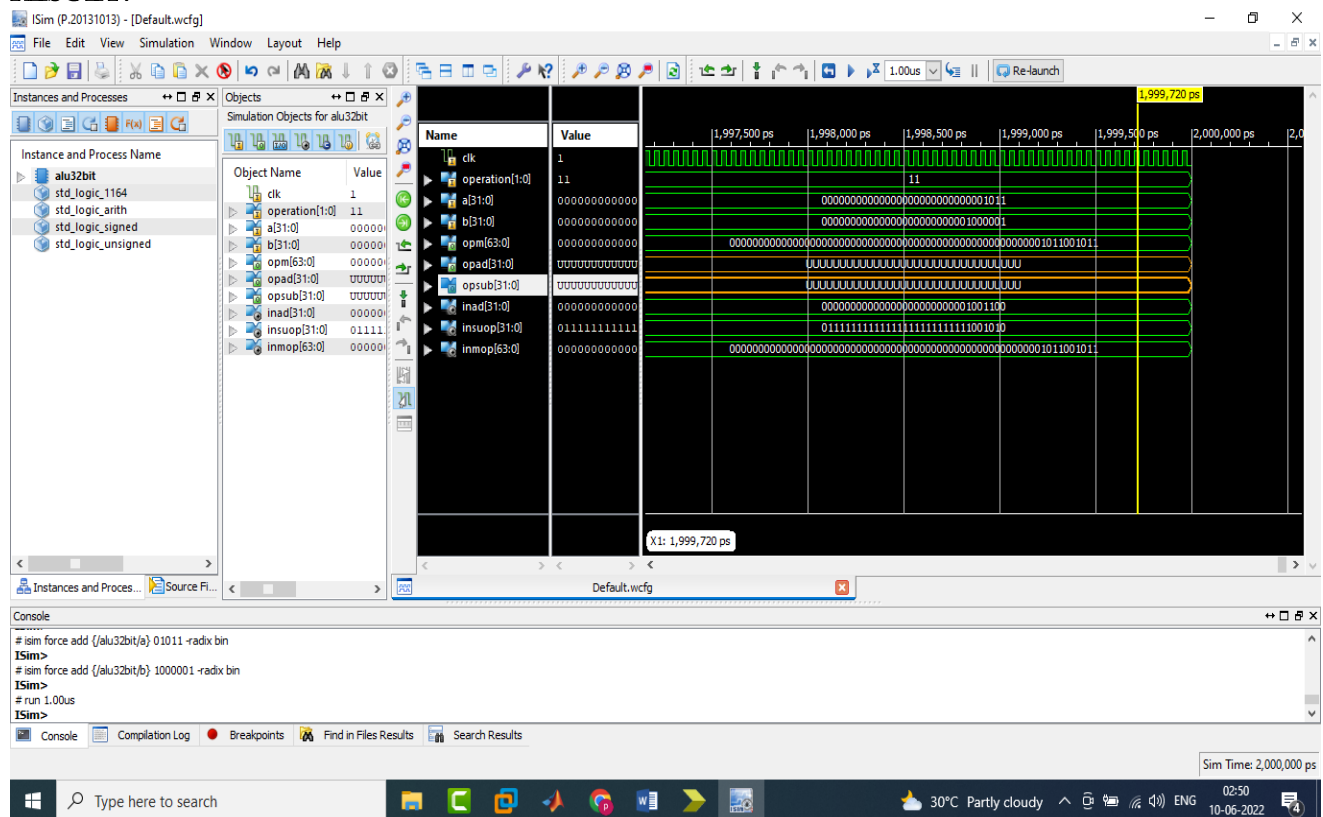 ISim (P.20131013) - [Default.wcfg]
File Edit View Simulation Window Layout Help
1.00us Re-launch
Instances and Processes
Instance and Process Name
alu32bit
std_logic_1164
std_logic_arith
std_logic_signed
std_logic_unsigned
Instances and Proces... Source Fi...
Objects
Simulation Objects for alu32bit
Object Name Value
clk 1
operation[1:0] 11
a[31:0] 00000
b[31:0] 00000
opm[63:0] 00000
opad[31:0] UUUUU
opsub[31:0] UUUUU
inad[31:0] 00000
insuop[31:0] 01111
inmop[63:0] 00000
1,999,720 ps
Name Value 1,997,500 ps 1,998,000 ps 1,998,500 ps 1,999,000 ps 1,999,500 ps 2,000,000 ps 2,0
clk 1
operation[1:0] 11 11
a[31:0] 000000000000 00000000000000000000000000001011
b[31:0] 000000000000 00000000000000000000000001000001
opm[63:0] 000000000000 0000000000000000000000000000000000000000000000000000001011001011
opad[31:0] UUUUUUUUUUUU UUUUUUUUUUUUUUUUUUUUUUUUUUUUUUUU
opsub[31:0] UUUUUUUUUUUU UUUUUUUUUUUUUUUUUUUUUUUUUUUUUUUU
inad[31:0] 000000000000 00000000000000000000000001001100
insuop[31:0] 011111111111 01111111111111111111111111001010
inmop[63:0] 000000000000 0000000000000000000000000000000000000000000000000000001011001011
X1: 1,999,720 ps
Default.wcfg
Console
# isim force add {/alu32bit/a} 01011 -radix bin
ISim>
# isim force add {/alu32bit/b} 1000001 -radix bin
ISim>
# run 1.00us
ISim>
Console Compilation Log Breakpoints Find in Files Results Search Results
Sim Time: 2,000,000 ps
Type here to search
30°C Partly cloudy ENG 02:50
10-06-2022